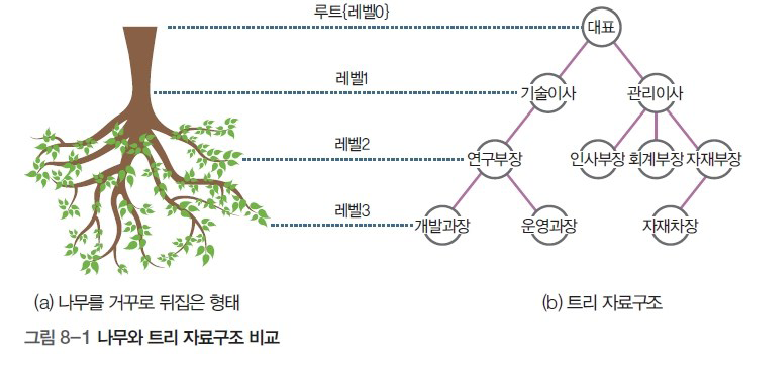 루트{레벨0}
대표
레벨1
기술이사
관리이사
레벨2
연구부장
인사부장
회계부장
자재부장
레벨3
개발과장
운영과장
자재차장
(a) 나무를 거꾸로 뒤집은 형태
(b) 트리 자료구조
그림 8-1 나무와 트리 자료구조 비교